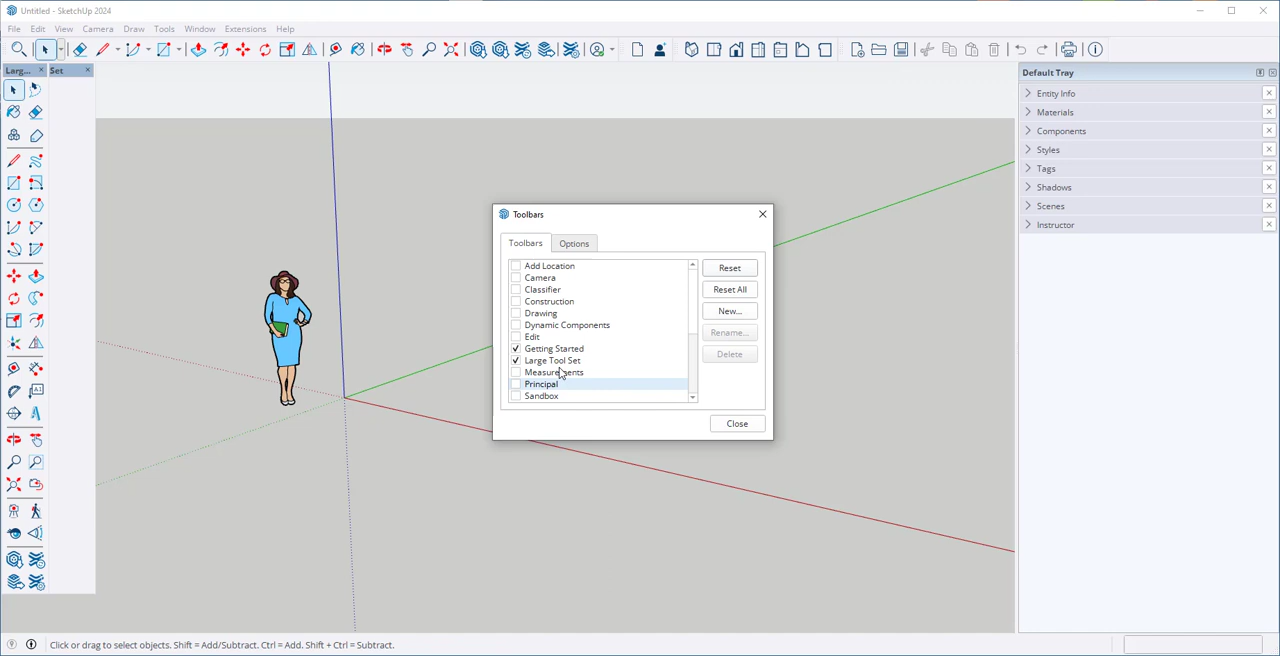 Untitled - SketchUp 2024
File Edit View Camera Draw Tools Window Extensions Help
Larg... Set
Default Tray
Entity Info
Materials
Components
Styles
Tags
Shadows
Scenes
Instructor
Toolbars
Toolbars Options
Add Location
Camera
Classifier
Construction
Drawing
Dynamic Components
Edit
Getting Started
Large Tool Set
Measurements
Principal
Sandbox
Reset
Reset All
New...
Rename...
Delete
Close
Click or drag to select objects. Shift = Add/Subtract. Ctrl = Add. Shift + Ctrl = Subtract.